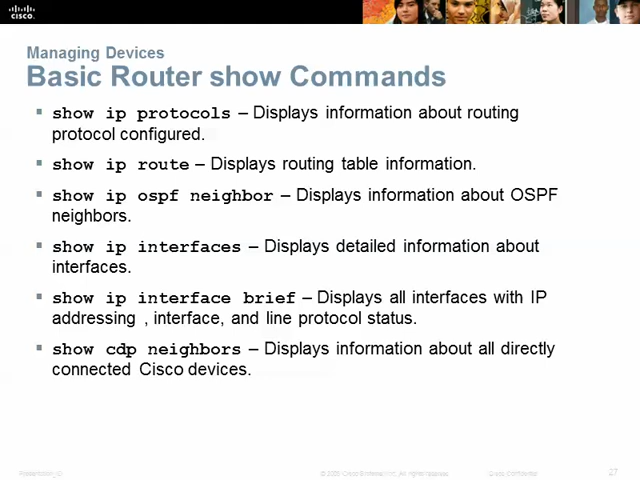 CISCO.
Managing Devices
Basic Router show Commands
show ip protocols – Displays information about routing
protocol configured.
show ip route – Displays routing table information.
show ip ospf neighbor – Displays information about OSPF
neighbors.
show ip interfaces – Displays detailed information about
interfaces.
show ip interface brief – Displays all interfaces with IP
addressing , interface, and line protocol status.
show cdp neighbors – Displays information about all directly
connected Cisco devices.
Presentation_ID
Cisco Confidential
27